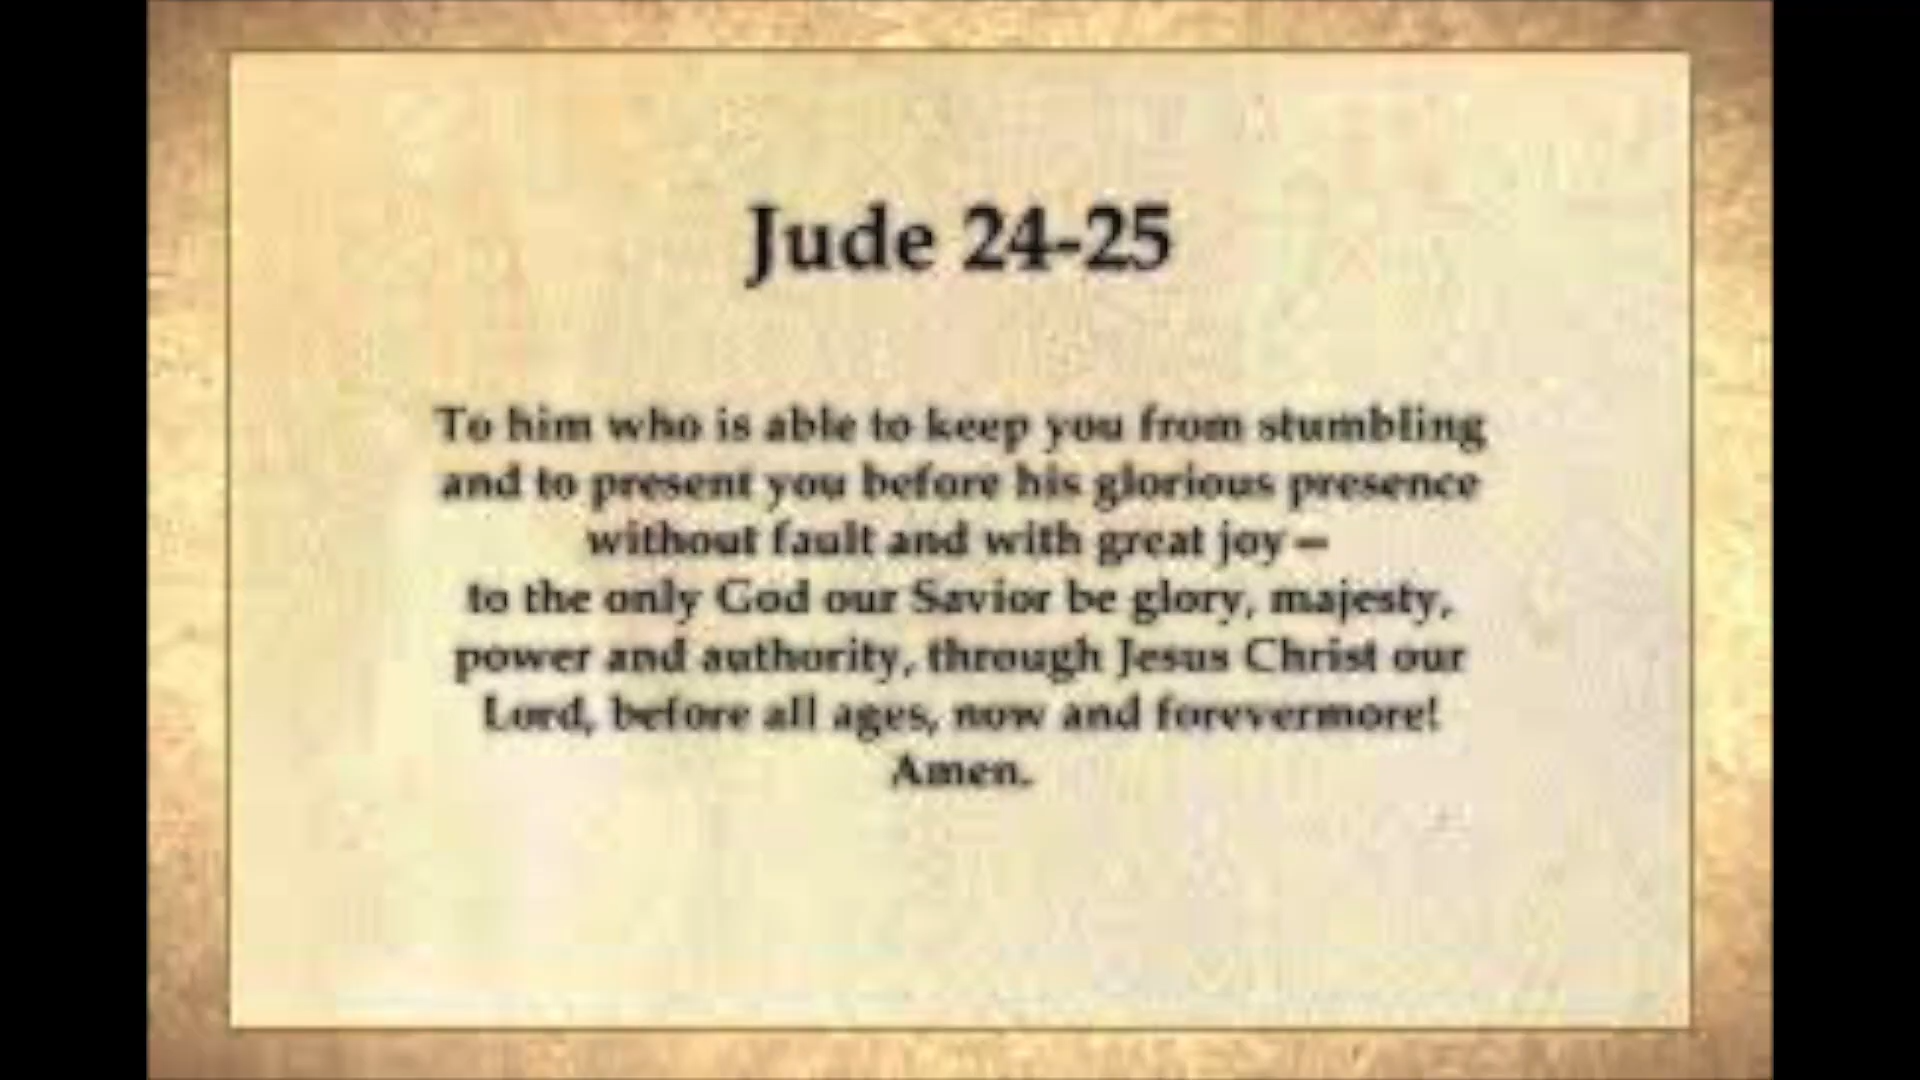 Jude 24-25
To him who is able to keep you from stumbling
and to present you before his glorious presence
without fault and with great joy—
to the only God our Savior be glory, majesty,
power and authority, through Jesus Christ our
Lord, before all ages, now and forevermore!
Amen.